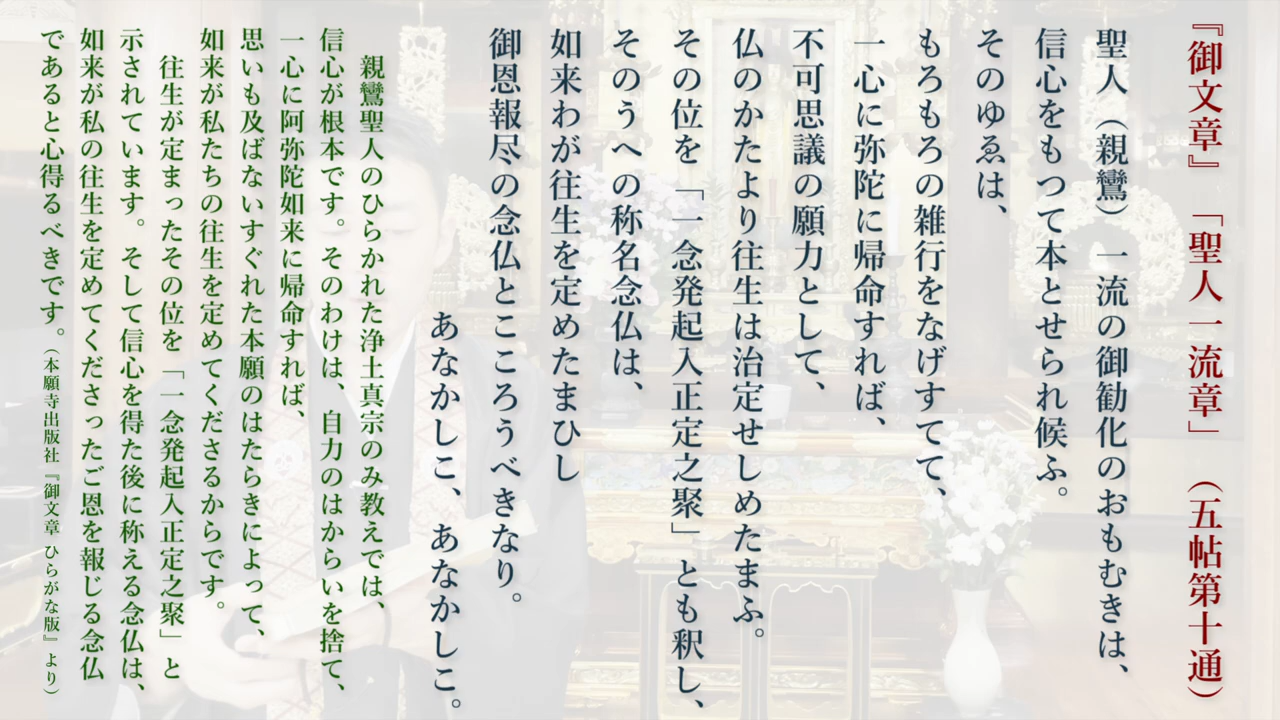 『御文章』「聖人一流章」（五帖第十通）
聖人（親鸞）一流の御勧化のおもむきは、
信心をもつて本とせられ候ふ。
そのゆゑは、
もろもろの雑行をなげすてて、
一心に弥陀に帰命すれば、
不可思議の願力として、
仏のかたより往生は治定せしめたまふ。
その位を「一念発起入正定之聚」とも釈し、
そのうへの称名念仏は、
如来わが往生を定めたまひし
御恩報尽の念仏とこころうべきなり。
あなかしこ、あなかしこ。
親鸞聖人のひらかれた浄土真宗のみ教えでは、
信心が根本です。そのわけは、自力のはからいを捨て、
一心に阿弥陀如来に帰命すれば、
思いも及ばないすぐれた本願のはたらきによって、
如来が私たちの往生を定めてくださるからです。
往生が定まったその位を「一念発起入正定之聚」と
示されています。そして信心を得た後に称える念仏は、
如来が私の往生を定めてくださったご恩を報じる念仏
であると心得るべきです。（本願寺出版社『御文章 ひらがな版』より）